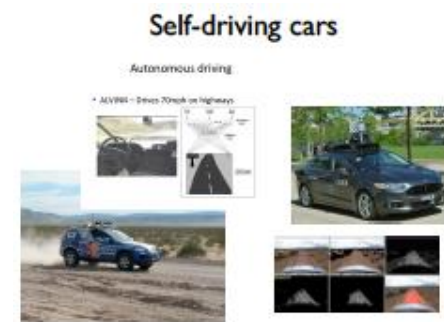 Self-driving cars
Autonomous driving
• ALVINN – Drives 70mph on highways